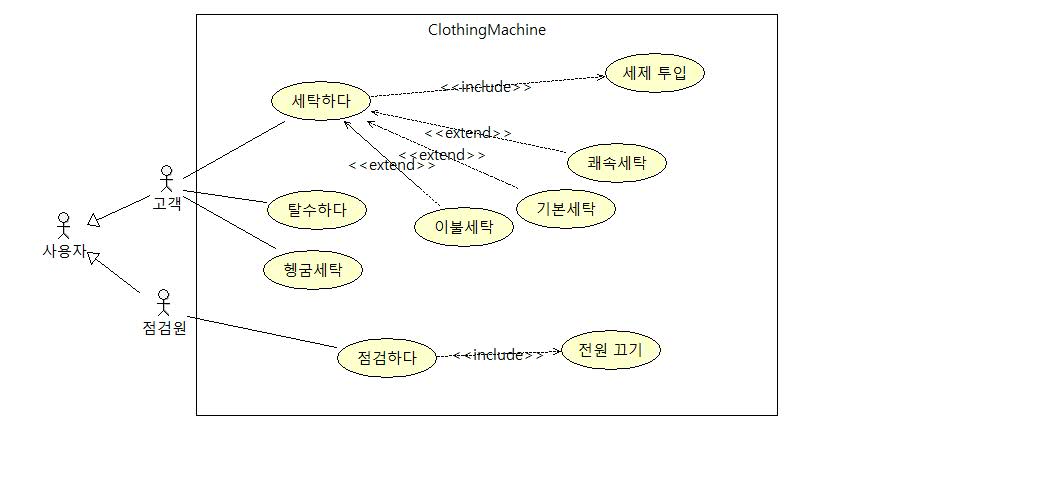 ClothingMachine
세제 투입
<<include>>
세탁하다
<<extend>>
<<extend>>
<<extend>>
쾌속세탁
고객
탈수하다
이불세탁
기본세탁
사용자
헹굼세탁
점검원
점검하다
<<include>>
전원 끄기